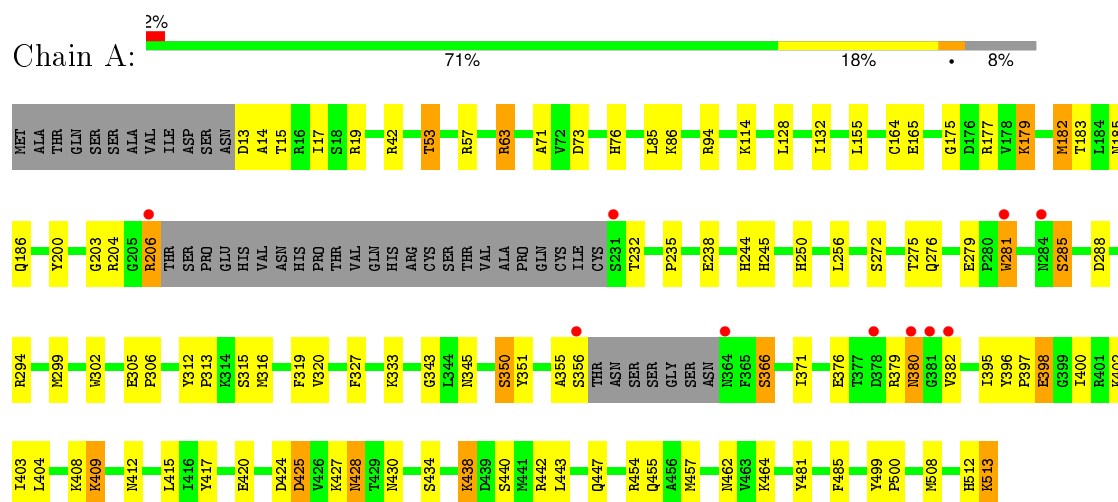 2%
Chain A:
71% 18% • 8%
MET ALA THR GLN SER SER ALA VAL ILE ASP SER ASN D13 A14 T15 R16 I17 S18 R19 R42 T53 R57 R63 A71 V72 D73 H76 L85 K86 R94 K114 L128 I132 L155 C164 E165 G175 D176 R177 V178 K179 M182 T183 L184 N185
Q186 Y200 G203 R204 G205 R206 THR SER PRO GLU HIS VAL ASN HIS PRO THR VAL GLN HIS ARG CYS SER THR VAL ALA PRO GLN CYS ILE CYS S231 T232 P235 E238 H244 H245 H250 L256 S272 T275 Q276 E279 P280 W281 N284 S285 D288
R294 M299 W302 E305 P306 Y312 P313 K314 S315 M316 F319 V320 F327 K333 G343 L344 N345 S350 Y351 A355 S356 THR ASN SER SER GLY SER ASN N364 F365 S366 I371 E376 T377 D378 R379 N380 G381 V382 I395 Y396 P397 E398 G399 I400 R401 K402
I403 L404 K408 K409 N412 L415 I416 Y417 E420 D424 D425 V426 K427 N428 T429 N430 S434 K438 D439 S440 M441 R442 L443 Q447 R454 Q455 A456 M457 N462 V463 K464 Y481 F485 Y499 P500 M508 H512 K513